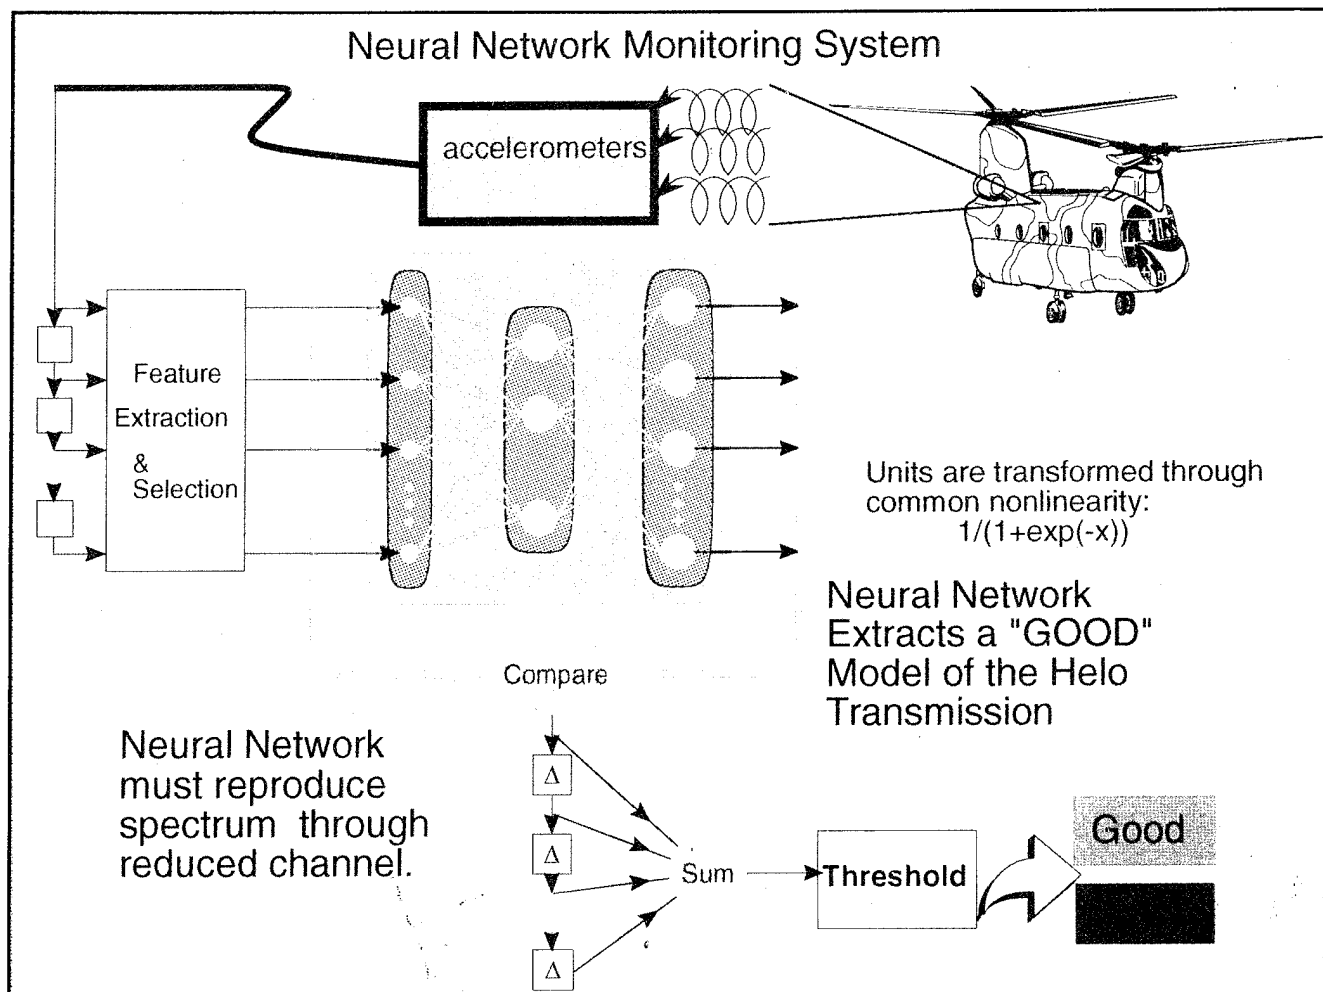 Neural Network Monitoring System
accelerometers
Feature
Extraction
&
Selection
Units are transformed through
common nonlinearity:
1/(1+exp(-x))
Neural Network
Extracts a "GOOD"
Model of the Helo
Transmission
Compare
Neural Network
must reproduce
spectrum through
reduced channel.
Δ
Δ
Δ
Sum
Threshold
Good